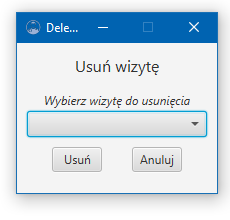 Dele...
Usuń wizytę
Wybierz wizytę do usunięcia
Usuń Anuluj